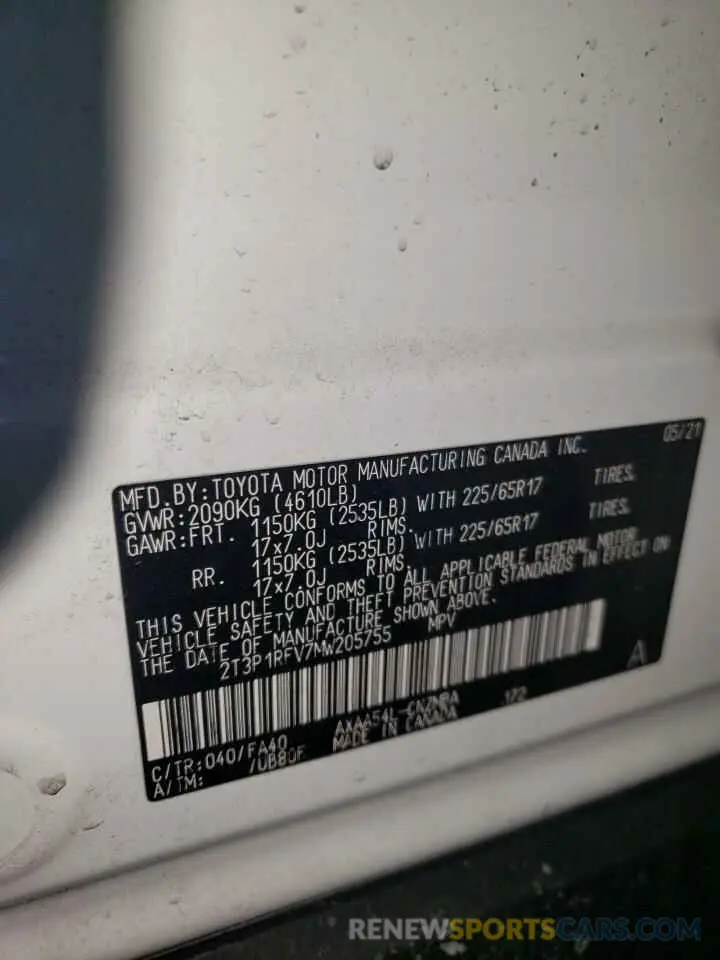 MFD.BY:TOYOTA MOTOR MANUFACTURING CANADA INC. 05/21
GVWR:2090KG (4610LB)
GAWR:FRT. 1150KG (2535LB) WITH 225/65R17 TIRES.
17x7.0J RIMS.
RR. 1150KG (2535LB) WITH 225/65R17 TIRES.
17x7.0J RIMS.
THIS VEHICLE CONFORMS TO ALL APPLICABLE FEDERAL MOTOR
VEHICLE SAFETY AND THEFT PREVENTION STANDARDS IN EFFECT ON
THE DATE OF MANUFACTURE SHOWN ABOVE.
2T3P1RFV7MW205755 MPV
A
C/TR:040/FA40 172
A/TM: /UB80F MADE IN CANADA
RENEWSPORTSCARS.COM